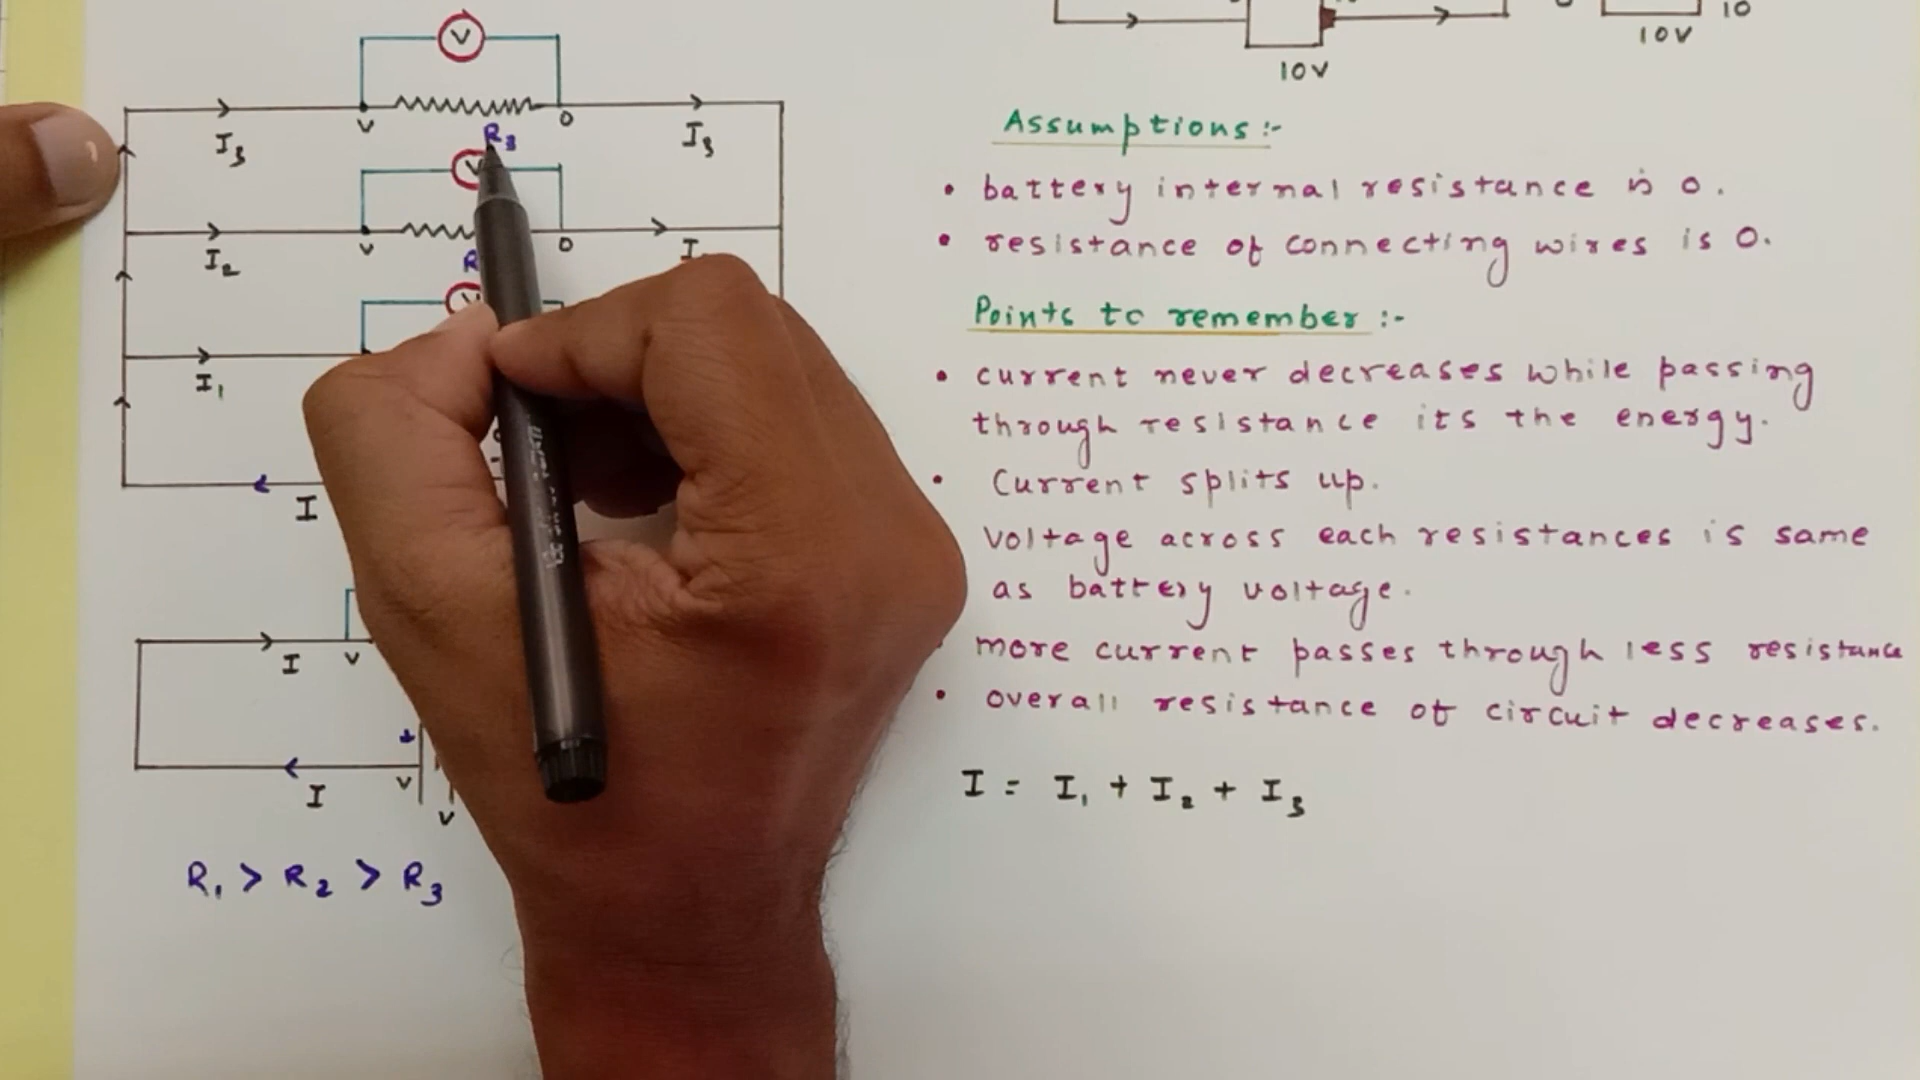 V
I3
V
R3
0
I3
V
I2
V
R
0
I
V
I1
I
I
V
+
V
I
V
R1 > R2 > R3
10V
10
10V
Assumptions :-
• battery internal resistance is 0.
• resistance of connecting wires is 0.
Points to remember :-
• current never decreases while passing
through resistance its the energy.
• Current splits up.
Voltage across each resistances is same
as battery voltage.
more current passes through less resistance
• overall resistance of circuit decreases.
I = I1 + I2 + I3